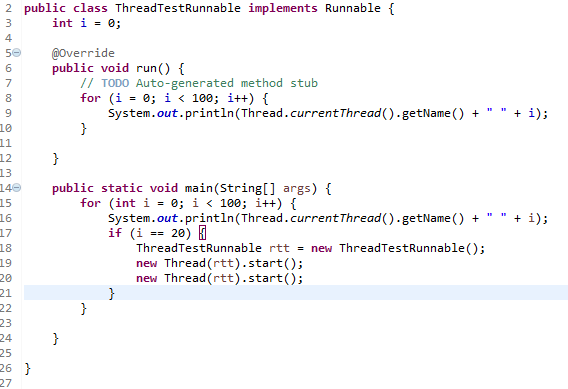 2 public class ThreadTestRunnable implements Runnable {
3     int i = 0;
4
5     @Override
6     public void run() {
7         // TODO Auto-generated method stub
8         for (i = 0; i < 100; i++) {
9             System.out.println(Thread.currentThread().getName() + " " + i);
10         }
11
12     }
13
14     public static void main(String[] args) {
15         for (int i = 0; i < 100; i++) {
16             System.out.println(Thread.currentThread().getName() + " " + i);
17             if (i == 20) {
18                 ThreadTestRunnable rtt = new ThreadTestRunnable();
19                 new Thread(rtt).start();
20                 new Thread(rtt).start();
21             }
22         }
23
24     }
25
26 }
27